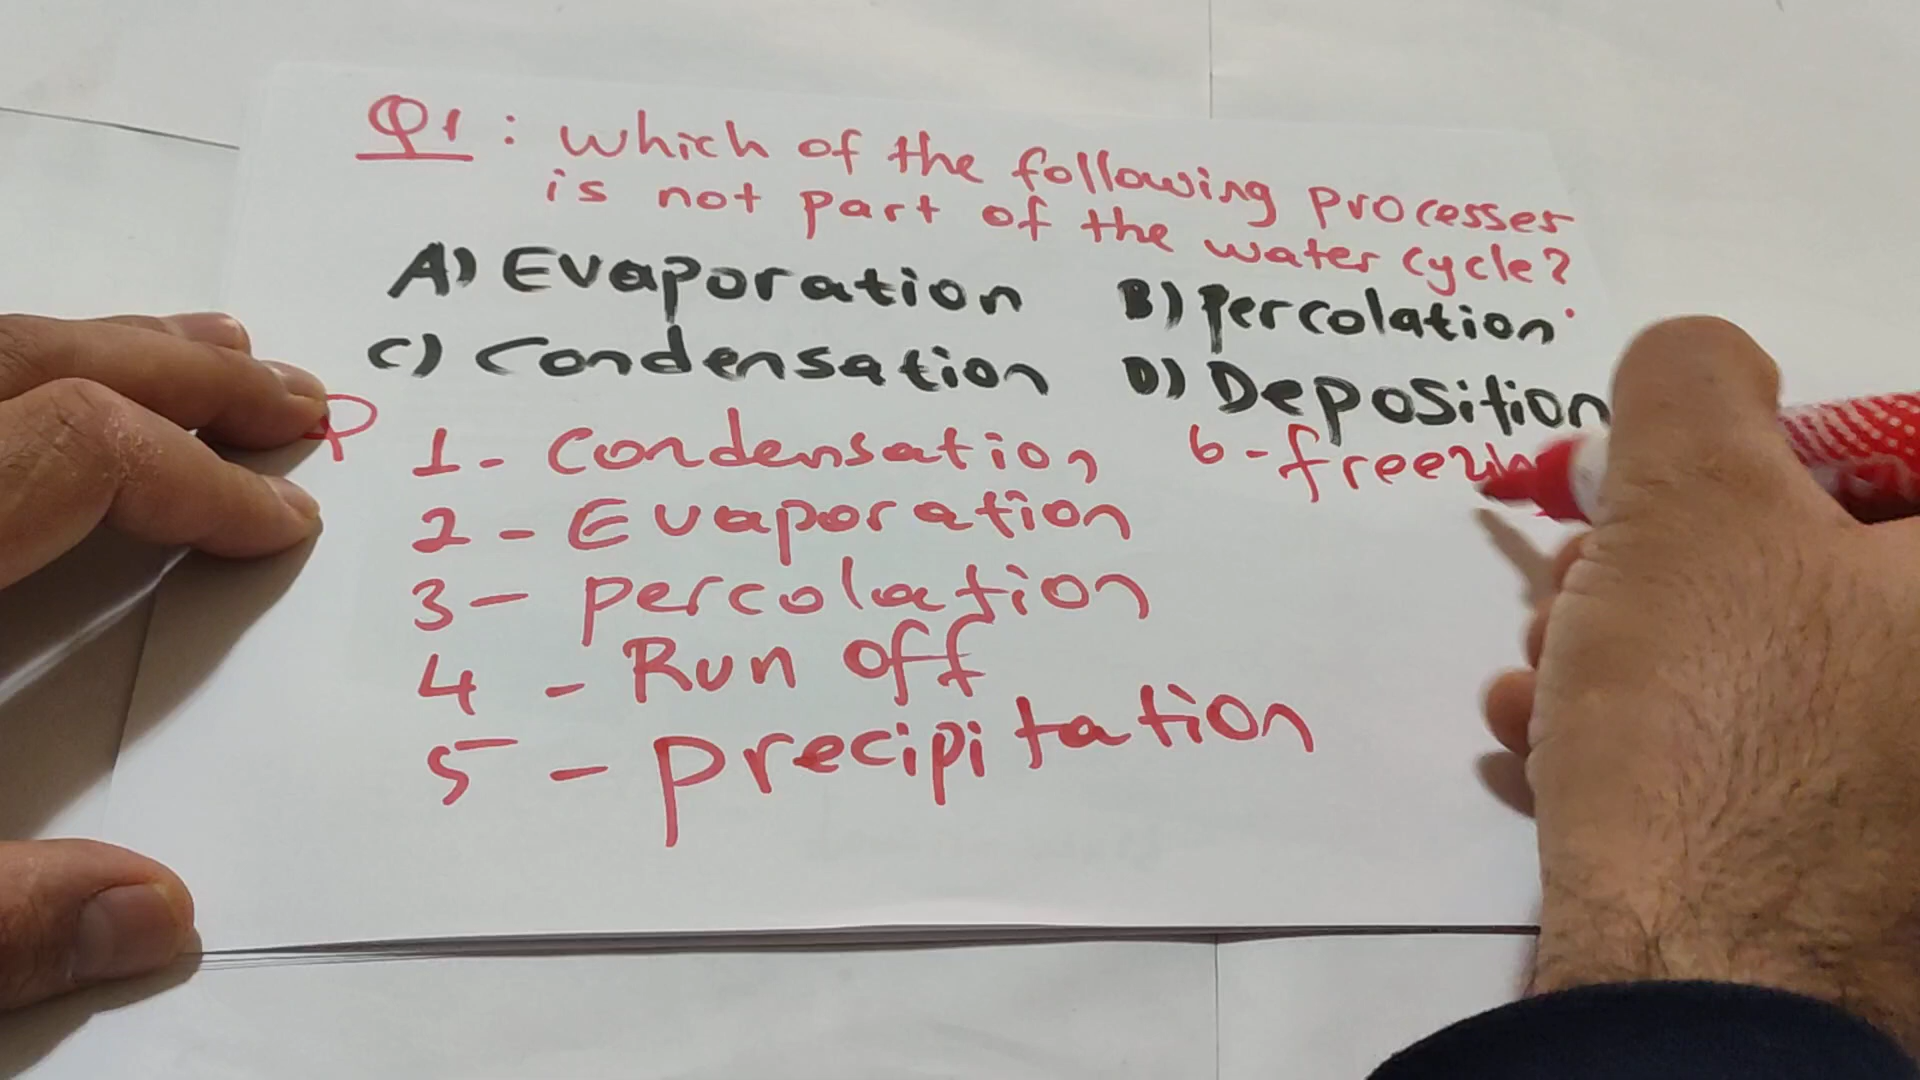 Q1: Which of the following processes
is not part of the water cycle?
A) Evaporation B) Percolation
C) Condensation D) Deposition
1- Condensation 6- freezin
2- Evaporation
3- percolation
4- Run off
5- precipitation